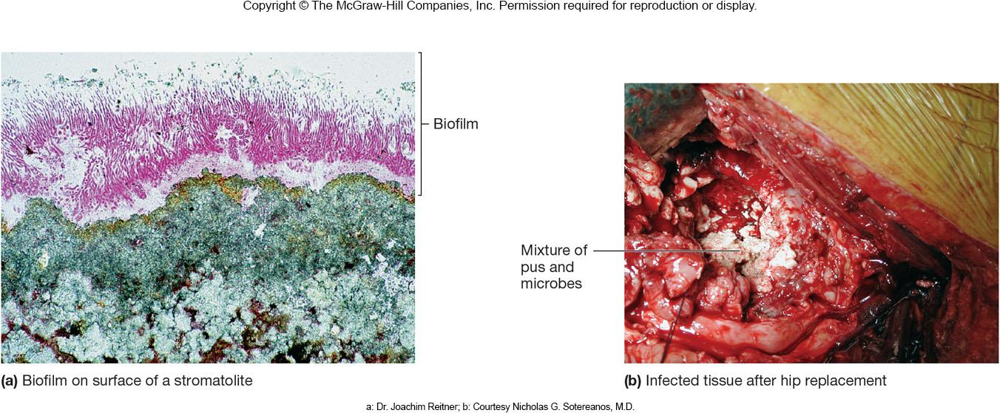 Copyright © The McGraw-Hill Companies, Inc. Permission required for reproduction or display.
Biofilm
Mixture of
pus and
microbes
(a) Biofilm on surface of a stromatolite
(b) Infected tissue after hip replacement
a: Dr. Joachim Reitner; b: Courtesy Nicholas G. Sotereanos, M.D.